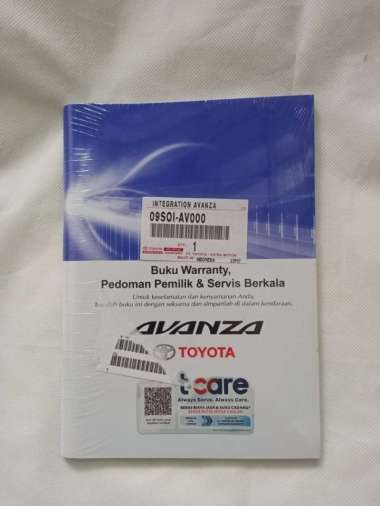 INTEGRATION AVANZA
09SOI-AV000
1
INDONESIA
Buku Warranty,
Pedoman Pemilik & Servis Berkala
Untuk keselamatan dan kenyamanan Anda,
buku ini dengan seksama dan simpanlah di dalam kendaraan.
AVANZA
TOYOTA
t care
Always Serve. Always Care.